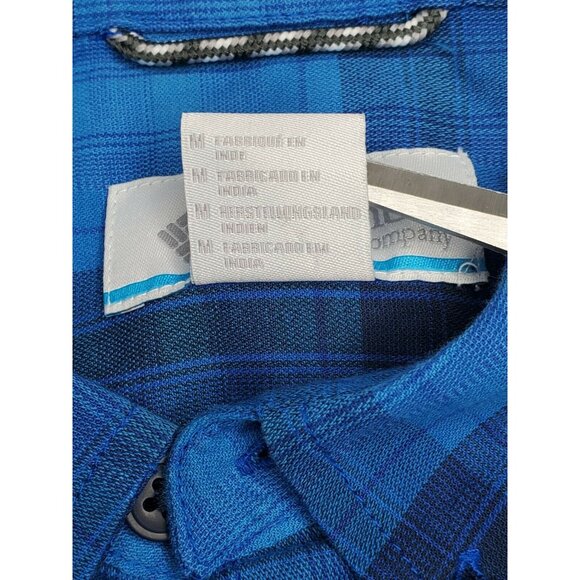 M FABRIQUÉ EN
INDE
M FABRICADO EN
INDIA
M HERSTELLUNGSLAND
INDIEN
M FABRICADO EM
INDIA
Company